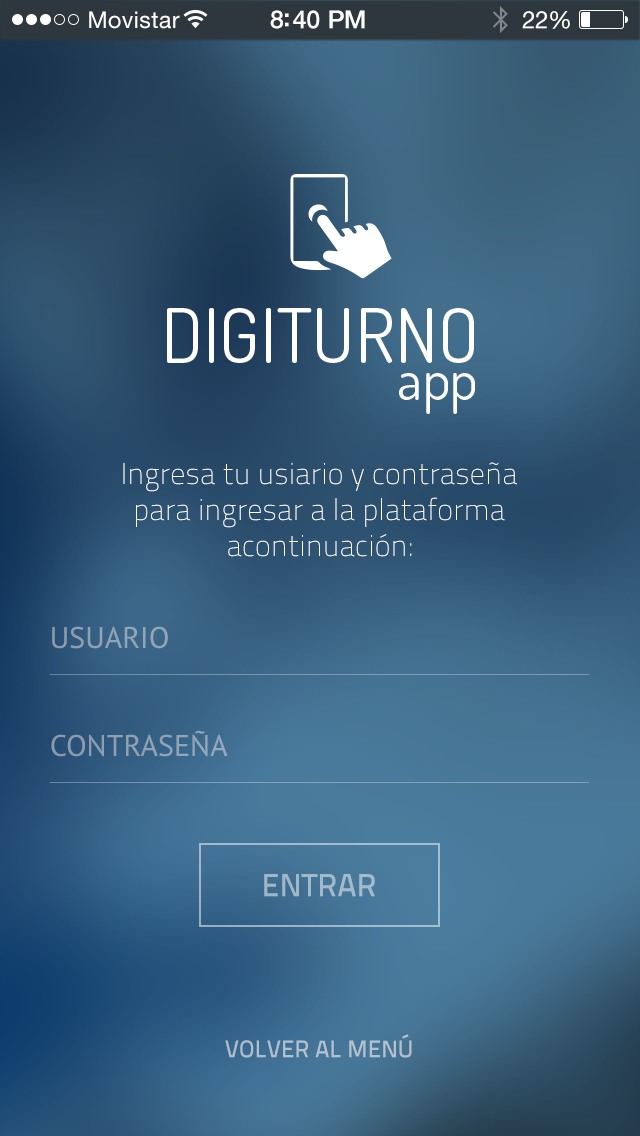 Movistar 8:40 PM 22%
DIGITURNO
app
Ingresa tu usiario y contraseña
para ingresar a la plataforma
acontinuación:
USUARIO
CONTRASEÑA
ENTRAR
VOLVER AL MENÚ